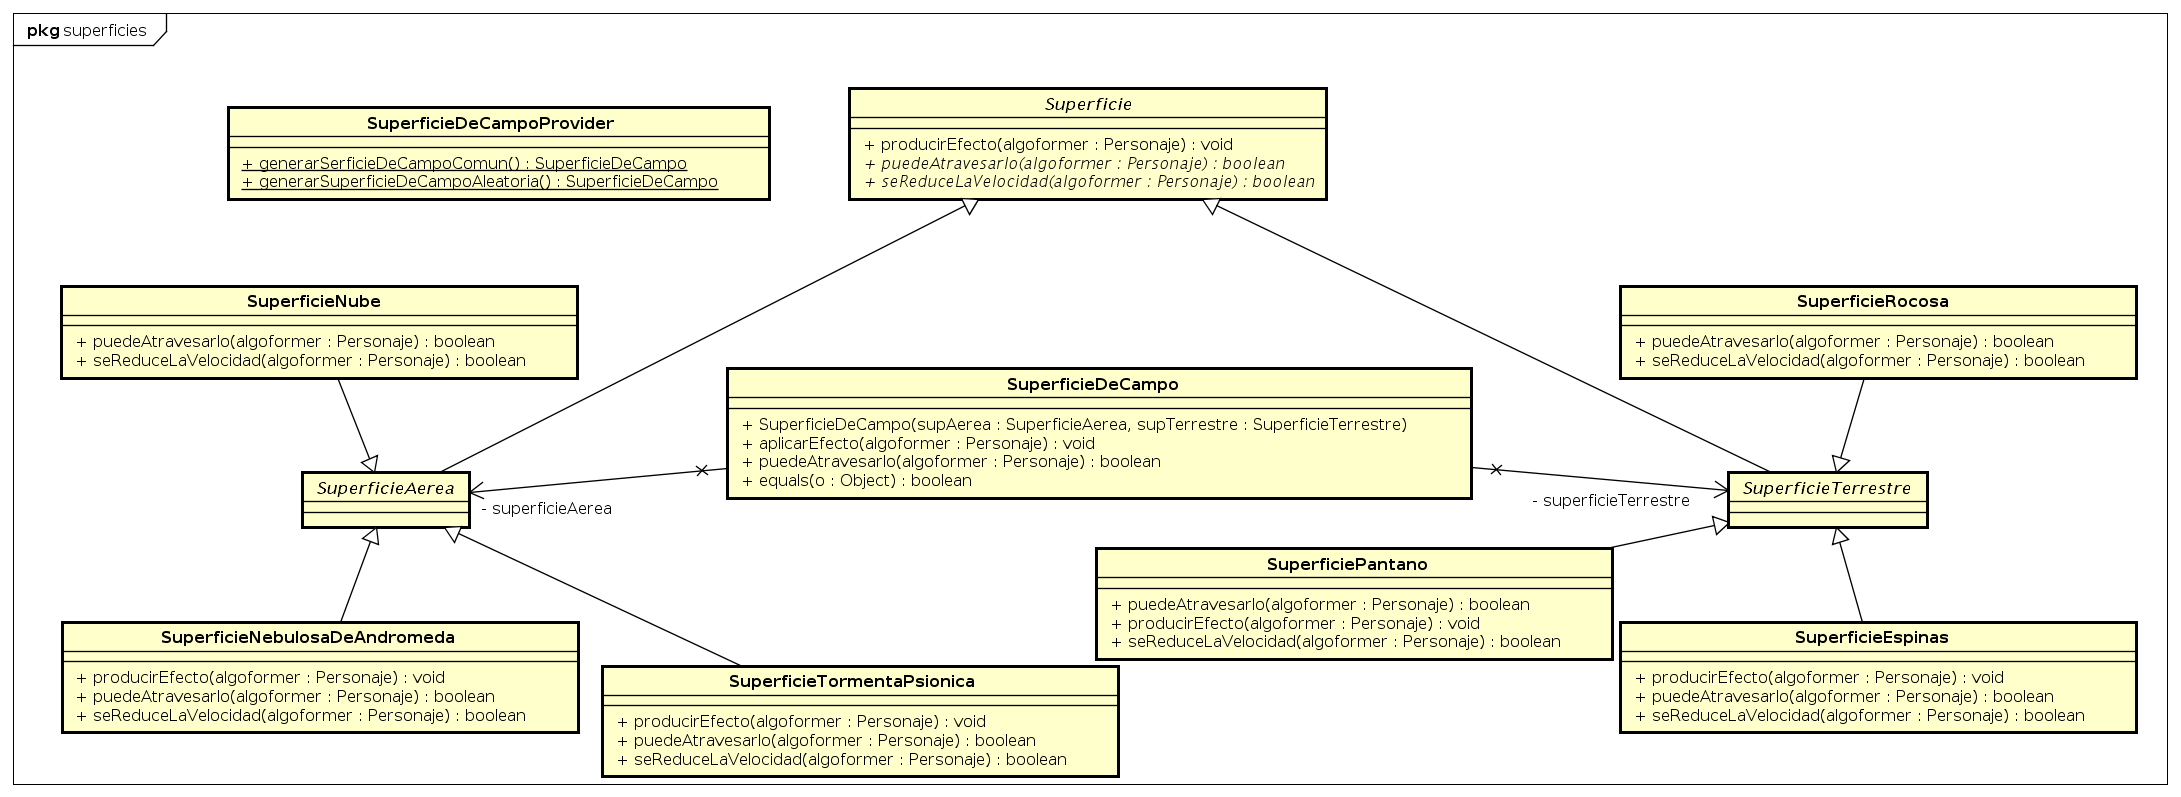 pkg superficies
SuperficieDeCampoProvider
+ generarSerficieDeCampoComun() : SuperficieDeCampo
+ generarSuperficieDeCampoAleatoria() : SuperficieDeCampo
Superficie
+ producirEfecto(algoformer : Personaje) : void
+ puedeAtravesarlo(algoformer : Personaje) : boolean
+ seReduceLaVelocidad(algoformer : Personaje) : boolean
SuperficieNube
+ puedeAtravesarlo(algoformer : Personaje) : boolean
+ seReduceLaVelocidad(algoformer : Personaje) : boolean
SuperficieRocosa
+ puedeAtravesarlo(algoformer : Personaje) : boolean
+ seReduceLaVelocidad(algoformer : Personaje) : boolean
SuperficieDeCampo
+ SuperficieDeCampo(supAerea : SuperficieAerea, supTerrestre : SuperficieTerrestre)
+ aplicarEfecto(algoformer : Personaje) : void
+ puedeAtravesarlo(algoformer : Personaje) : boolean
+ equals(o : Object) : boolean
SuperficieAerea
- superficieAerea
- superficieTerrestre
SuperficieTerrestre
SuperficiePantano
+ puedeAtravesarlo(algoformer : Personaje) : boolean
+ producirEfecto(algoformer : Personaje) : void
+ seReduceLaVelocidad(algoformer : Personaje) : boolean
SuperficieNebulosaDeAndromeda
+ producirEfecto(algoformer : Personaje) : void
+ puedeAtravesarlo(algoformer : Personaje) : boolean
+ seReduceLaVelocidad(algoformer : Personaje) : boolean
SuperficieTormentaPsionica
+ producirEfecto(algoformer : Personaje) : void
+ puedeAtravesarlo(algoformer : Personaje) : boolean
+ seReduceLaVelocidad(algoformer : Personaje) : boolean
SuperficieEspinas
+ producirEfecto(algoformer : Personaje) : void
+ puedeAtravesarlo(algoformer : Personaje) : boolean
+ seReduceLaVelocidad(algoformer : Personaje) : boolean